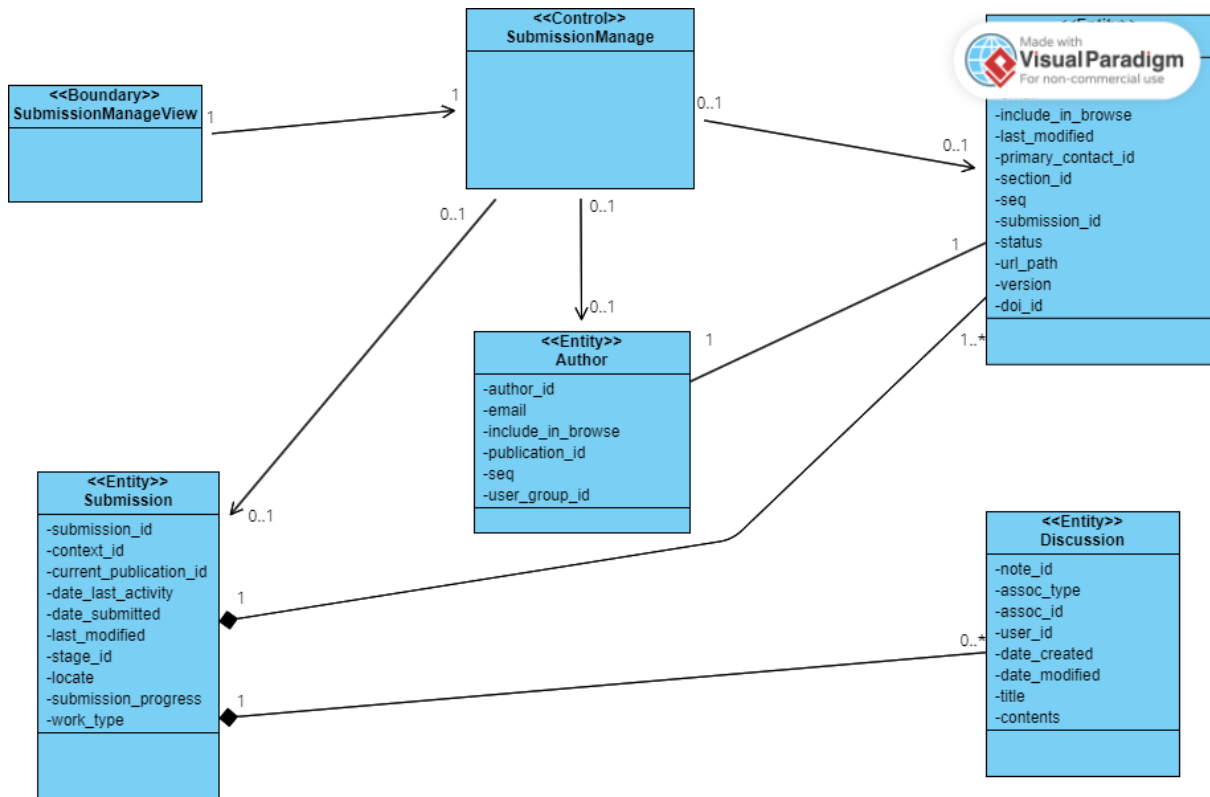 <<Control>>
SubmissionManage
<<Boundary>>
SubmissionManageView
1
1
0..1
0..1
0..1
0..1
0..1
0..1
<<Entity>>
Made with
Visual Paradigm
For non-commercial use
-include_in_browse
-last_modified
-primary_contact_id
-section_id
-seq
-submission_id
-status
-url_path
-version
-doi_id
1
1
1..*
<<Entity>>
Author
-author_id
-email
-include_in_browse
-publication_id
-seq
-user_group_id
<<Entity>>
Submission
-submission_id
-context_id
-current_publication_id
-date_last_activity
-date_submitted
-last_modified
-stage_id
-locate
-submission_progress
-work_type
1
1
0..*
<<Entity>>
Discussion
-note_id
-assoc_type
-assoc_id
-user_id
-date_created
-date_modified
-title
-contents